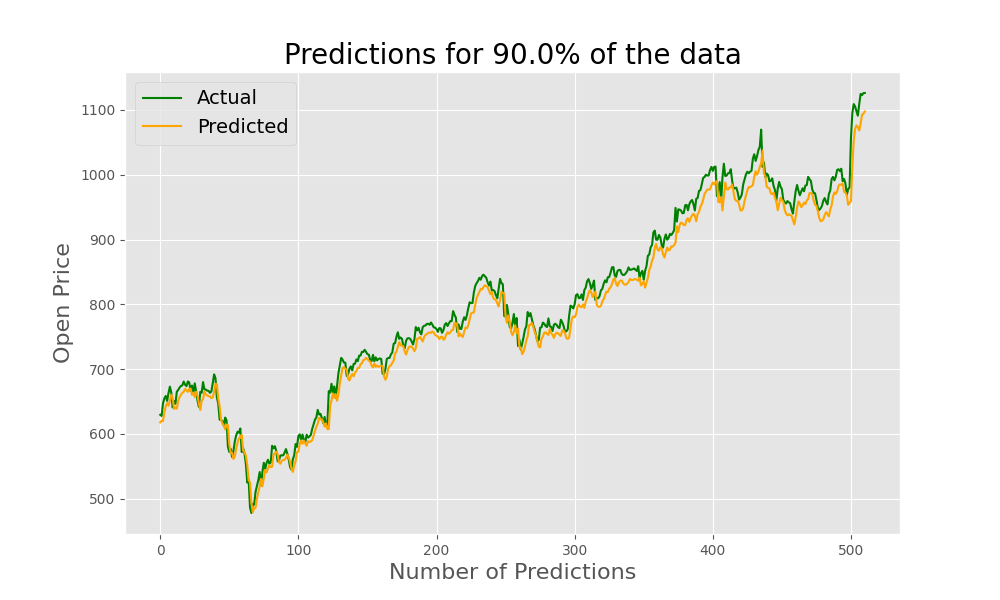 Predictions for 90.0% of the data
Actual
Predicted
Open Price
1100
1000
900
800
700
600
500
0 100 200 300 400 500
Number of Predictions